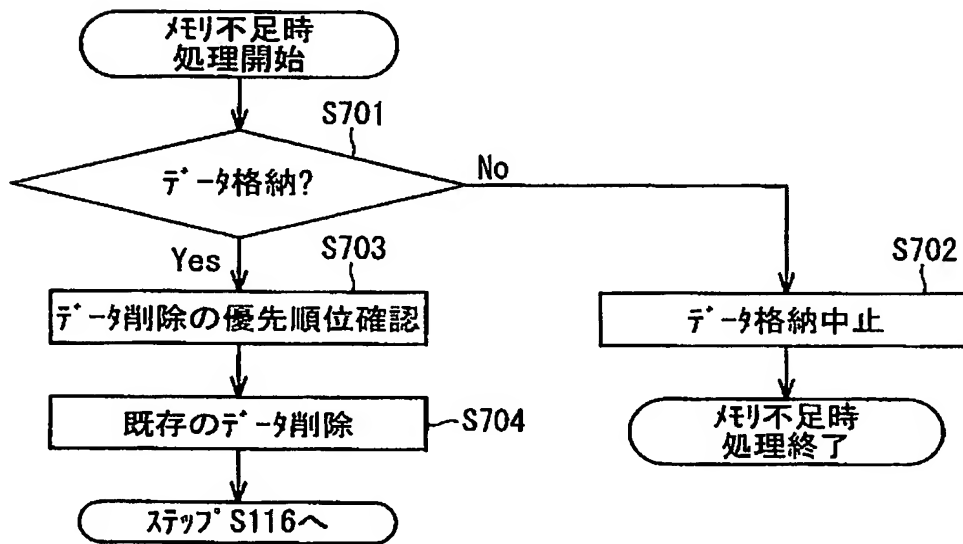 メモリ不足時
処理開始
S701
データ格納?
No
Yes
S703
S702
データ削除の優先順位確認
データ格納中止
既存のデータ削除
S704
メモリ不足時
処理終了
ステップS116へ